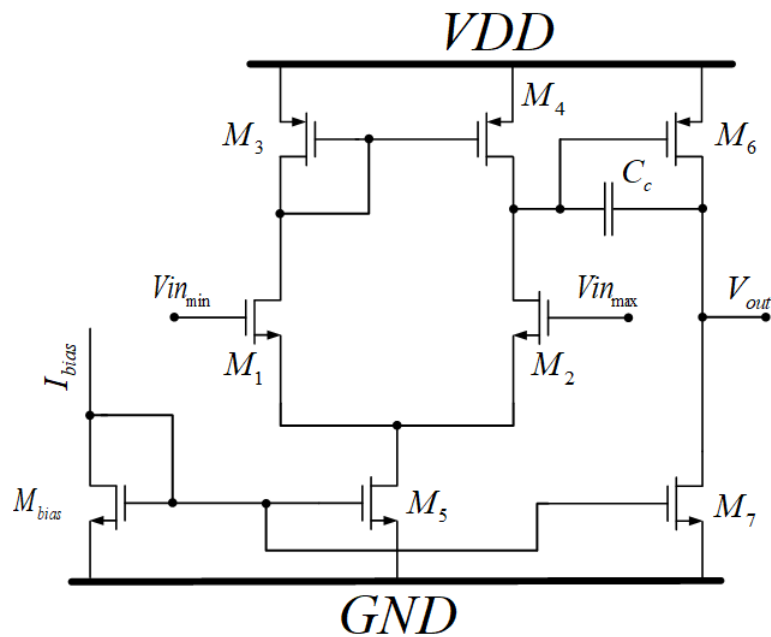 VDD
M3
M4
M6
Cc
Vinmin
Vinmax
Vout
M1
M2
Ibias
Mbias
M5
M7
GND